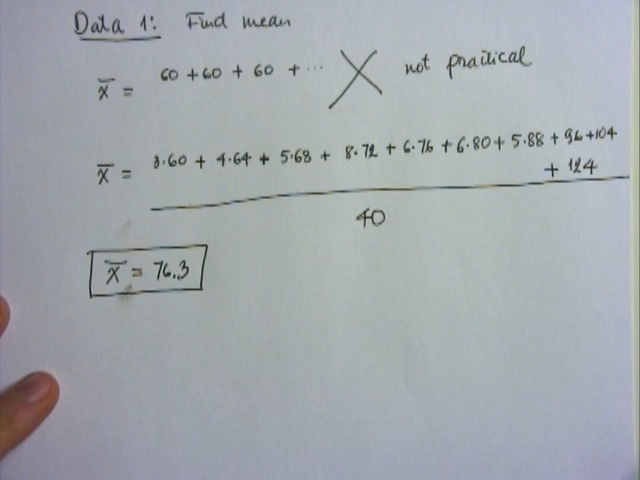 Data 1: Find mean
x̄ = 60 + 60 + 60 + ... not praitical
x̄ = 3·60 + 4·64 + 5·68 + 8·72 + 6·76 + 6·80 + 5·88 + 96 + 104
+ 124
40
x̄ = 76.3